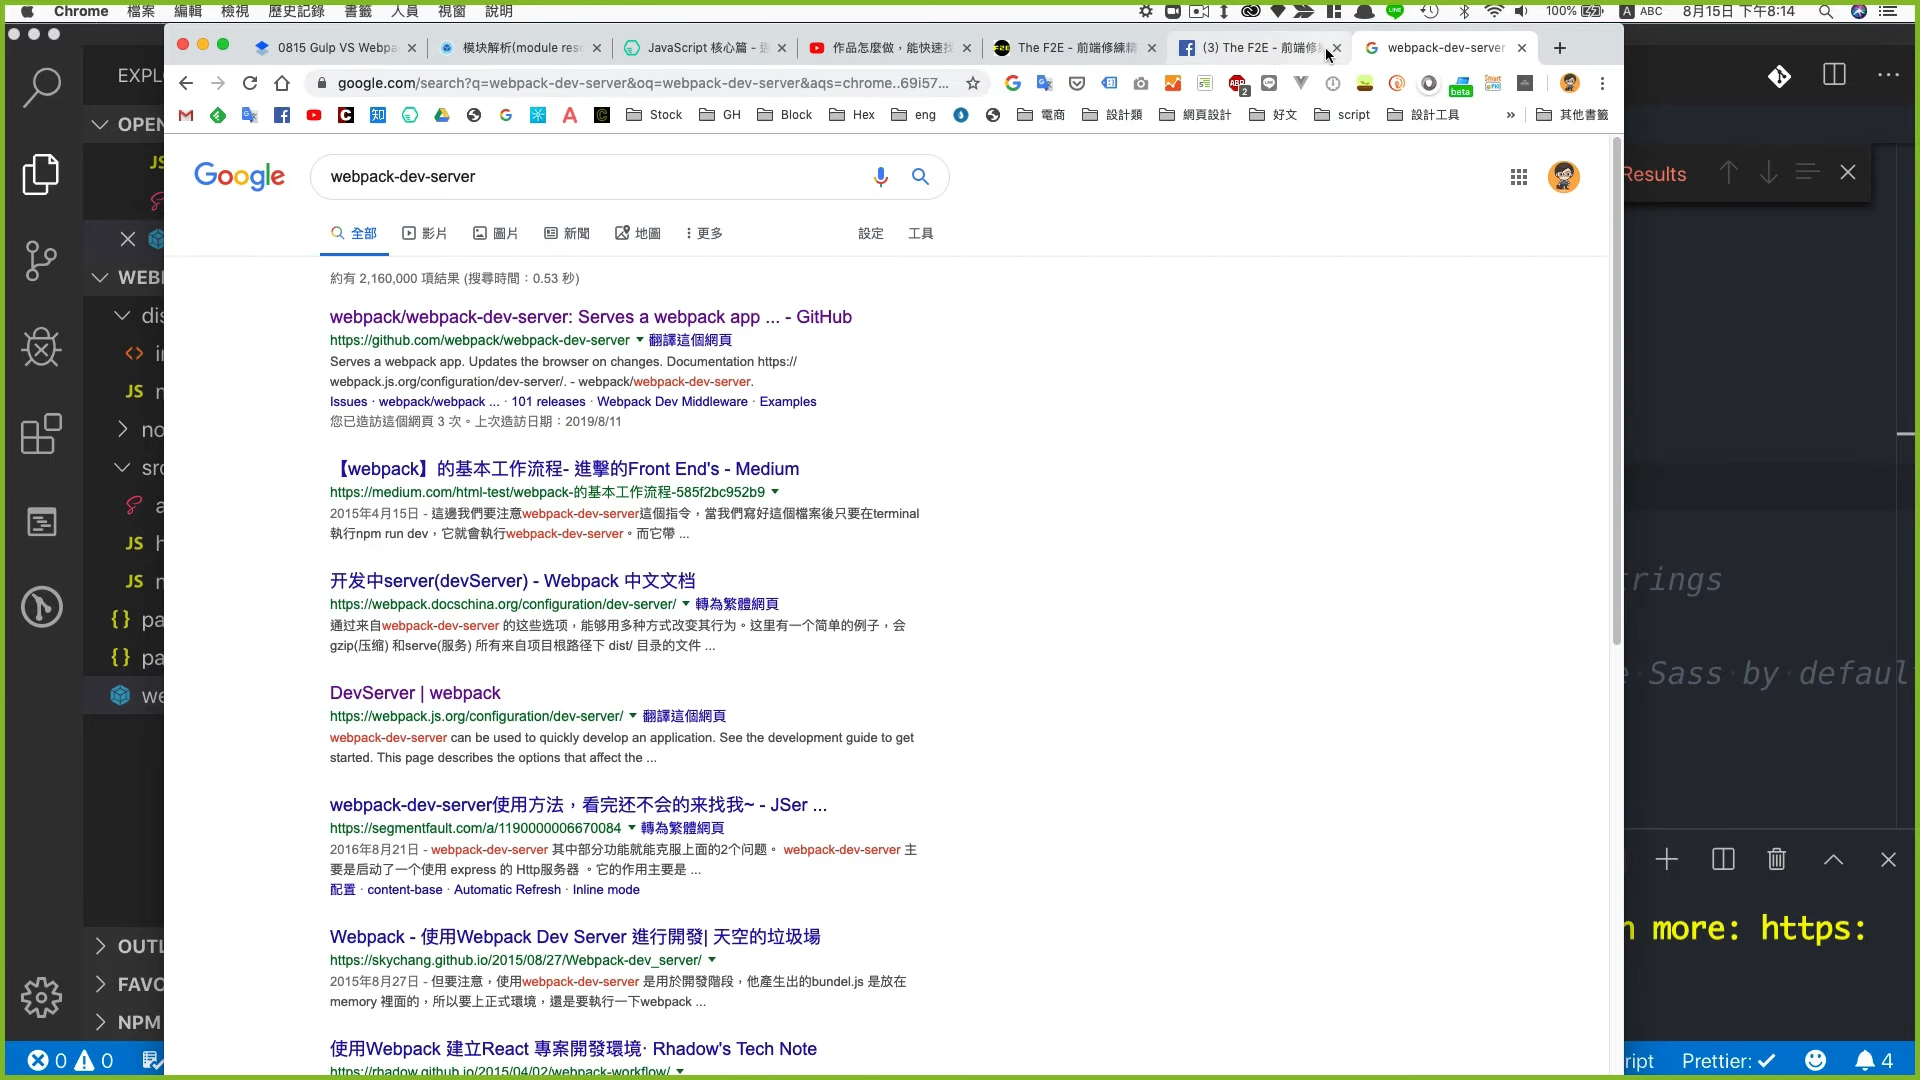 Chrome 檔案 編輯 檢視 歷史記錄 書籤 人員 視窗 說明 100% A ABC 8月15日 下午8:14
0815 Gulp VS Webpa 模块解析(module res JavaScript 核心篇 - 作品怎麼做，能快速找 The F2E - 前端修練精 (3) The F2E - 前端修 webpack-dev-server
google.com/search?q=webpack-dev-server&oq=webpack-dev-server&aqs=chrome..69i57...
Stock GH Block Hex eng 電商 設計類 網頁設計 好文 script 設計工具 » 其他書籤
EXPL
OPEN
JS
WEBI
dis
JS
no
src
a
JS h
JS
{} pa
{} pa
we
OUTL
FAVO
NPM
0 0
Google
webpack-dev-server
全部 影片 圖片 新聞 地圖 更多 設定 工具
約有 2,160,000 項結果 (搜尋時間：0.53 秒)
webpack/webpack-dev-server: Serves a webpack app ... - GitHub
https://github.com/webpack/webpack-dev-server 翻譯這個網頁
Serves a webpack app. Updates the browser on changes. Documentation https://
webpack.js.org/configuration/dev-server/. - webpack/webpack-dev-server.
Issues · webpack/webpack ... · 101 releases · Webpack Dev Middleware · Examples
您已造訪這個網頁 3 次。上次造訪日期：2019/8/11
【webpack】的基本工作流程- 進擊的Front End's - Medium
https://medium.com/html-test/webpack-的基本工作流程-585f2bc952b9
2015年4月15日 - 這邊我們要注意webpack-dev-server這個指令，當我們寫好這個檔案後只要在terminal
執行npm run dev，它就會執行webpack-dev-server。而它帶 ...
开发中server(devServer) - Webpack 中文文档
https://webpack.docschina.org/configuration/dev-server/ 轉為繁體網頁
通过来自webpack-dev-server 的这些选项，能够用多种方式改变其行为。这里有一个简单的例子，会
gzip(压缩) 和serve(服务) 所有来自项目根路径下 dist/ 目录的文件 ...
DevServer | webpack
https://webpack.js.org/configuration/dev-server/ 翻譯這個網頁
webpack-dev-server can be used to quickly develop an application. See the development guide to get
started. This page describes the options that affect the ...
webpack-dev-server使用方法，看完还不会的来找我~ - JSer ...
https://segmentfault.com/a/1190000006670084 轉為繁體網頁
2016年8月21日 - webpack-dev-server 其中部分功能就能克服上面的2个问题。 webpack-dev-server 主
要是启动了一个使用 express 的 Http服务器 。它的作用主要是 ...
配置 · content-base · Automatic Refresh · Inline mode
Webpack - 使用Webpack Dev Server 進行開發| 天空的垃圾場
https://skychang.github.io/2015/08/27/Webpack-dev_server/
2015年8月27日 - 但要注意，使用webpack-dev-server 是用於開發階段，他產生出的bundel.js 是放在
memory 裡面的，所以要上正式環境，還是要執行一下webpack ...
使用Webpack 建立React 專案開發環境· Rhadow's Tech Note
https://rhadow.github.io/2015/04/02/webpack-workflow/
Results
trings
e Sass by default
n more: https:
ript Prettier: 4